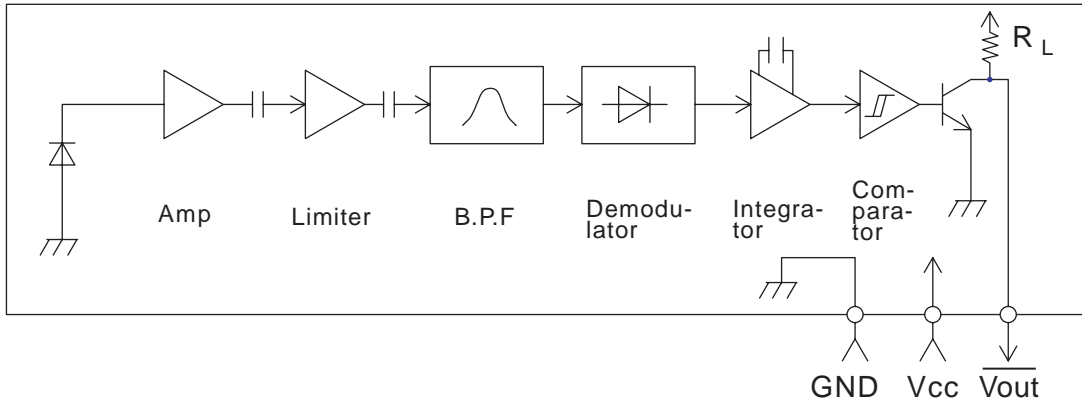 R L
Amp
Limiter
B.P.F
Demodu-
lator
Integra-
tor
Com-
para-
tor
GND
Vcc
Vout